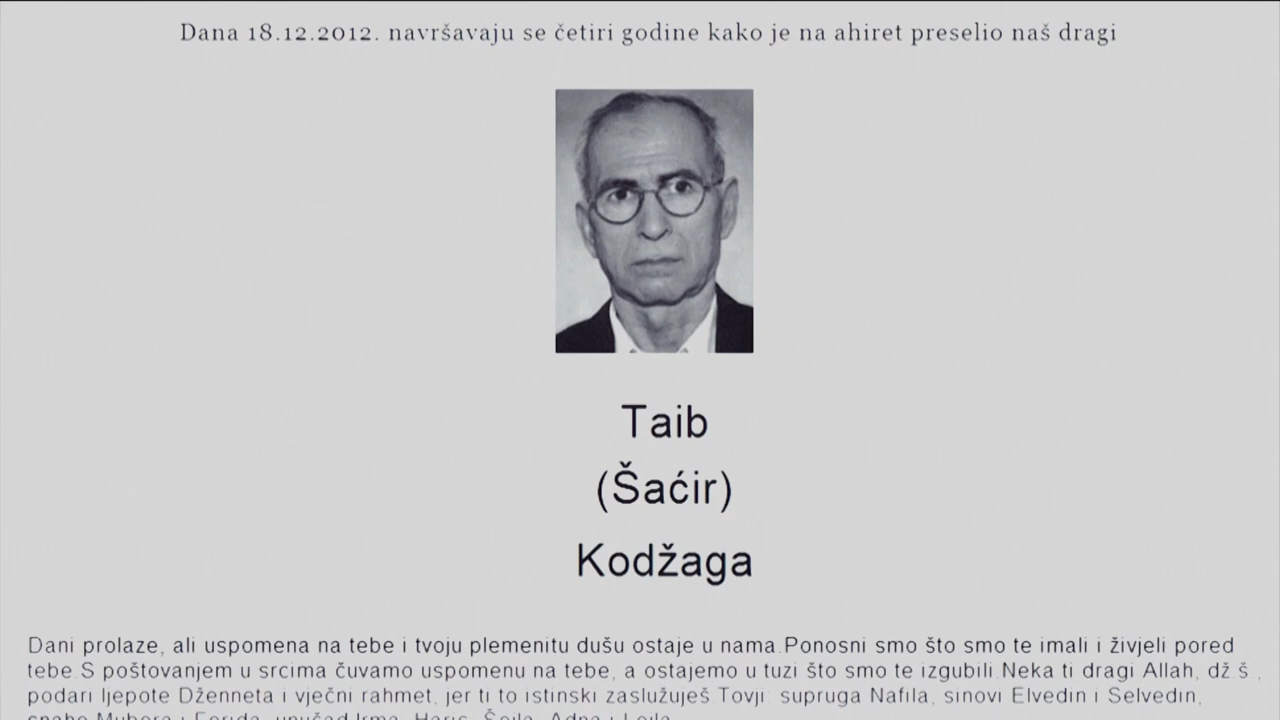 Dana 18.12.2012. navršavaju se četiri godine kako je na ahiret preselio naš dragi
Taib
(Šaćir)
Kodžaga
Dani prolaze, ali uspomena na tebe i tvoju plemenitu dušu ostaje u nama.Ponosni smo što smo te imali i živjeli pored
tebe.S poštovanjem u srcima čuvamo uspomenu na tebe, a ostajemo u tuzi što smo te izgubili.Neka ti dragi Allah, dž.š.,
podari ljepote Dženneta i vječni rahmet, jer ti to istinski zaslužuješ.Tovji: supruga Nafila, sinovi Elvedin i Selvedin,